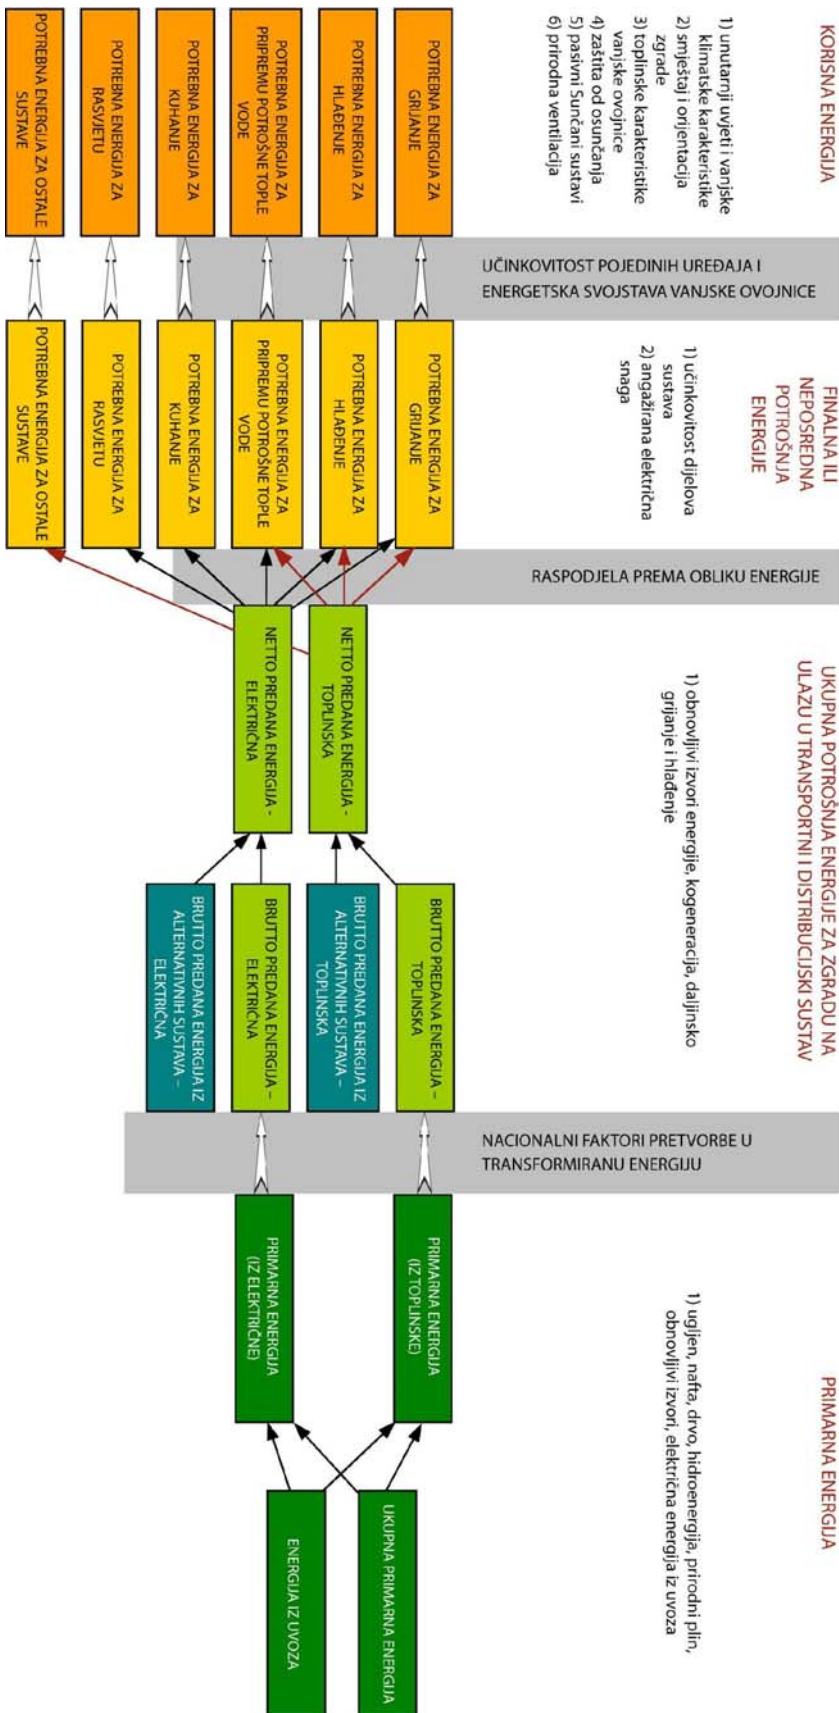 KORISNA ENERGIJA
1) unutarnji uvjeti i vanjske
klimatske karakteristike
2) smještaj i orijentacija
zgrade
3) toplinske karakteristike
vanjske ovojnice
4) zaštita od osunčanja
5) pasivni Sunčani sustavi
6) prirodna ventilacija
POTREBNA ENERGIJA ZA
GRIJANJE
POTREBNA ENERGIJA ZA
HLAĐENJE
POTREBNA ENERGIJA ZA
PRIPREMU POTROŠNE TOPLE
VODE
POTREBNA ENERGIJA ZA
KUHANJE
POTREBNA ENERGIJA ZA
RASVJETU
POTREBNA ENERGIJA ZA OSTALE
SUSTAVE
UČINKOVITOST POJEDINIH UREĐAJA I
ENERGETSKA SVOJSTAVA VANJSKE OVOJNICE
FINALNA ILI
NEPOSREDNA
POTROŠNJA
ENERGIJE
1) učinkovitost dijelova
sustava
2) angažirana električna
snaga
POTREBNA ENERGIJA ZA
GRIJANJE
POTREBNA ENERGIJA ZA
HLAĐENJE
POTREBNA ENERGIJA ZA
PRIPREMU POTROŠNE TOPLE
VODE
POTREBNA ENERGIJA ZA
KUHANJE
POTREBNA ENERGIJA ZA
RASVJETU
POTREBNA ENERGIJA ZA OSTALE
SUSTAVE
RASPODJELA PREMA OBLIKU ENERGIJE
UKUPNA POTROŠNJA ENERGIJE ZA ZGRADU NA
ULAZU U TRANSPORTNI I DISTRIBUCIJSKI SUSTAV
1) obnovljivi izvori energije, kogeneracija, daljinsko
grijanje i hlađenje
NETTO PREDANA ENERGIJA -
TOPLINSKA
NETTO PREDANA ENERGIJA -
ELEKTRIČNA
BRUTTO PREDANA ENERGIJA –
TOPLINSKA
BRUTTO PREDANA ENERGIJA IZ
ALTERNATIVNIH SUSTAVA –
TOPLINSKA
BRUTTO PREDANA ENERGIJA –
ELEKTRIČNA
BRUTTO PREDANA ENERGIJA IZ
ALTERNATIVNIH SUSTAVA –
ELEKTRIČNA
NACIONALNI FAKTORI PRETVORBE U
TRANSFORMIRANU ENERGIJU
PRIMARNA ENERGIJA
1) ugljen, nafta, drvo, hidroenergija, prirodni plin,
obnovljivi izvori, električna energija iz uvoza
PRIMARNA ENERGIJA
(IZ TOPLINSKE)
PRIMARNA ENERGIJA
(IZ ELEKTRIČNE)
UKUPNA PRIMARNA ENERGIJA
ENERGIJA IZ UVOZA